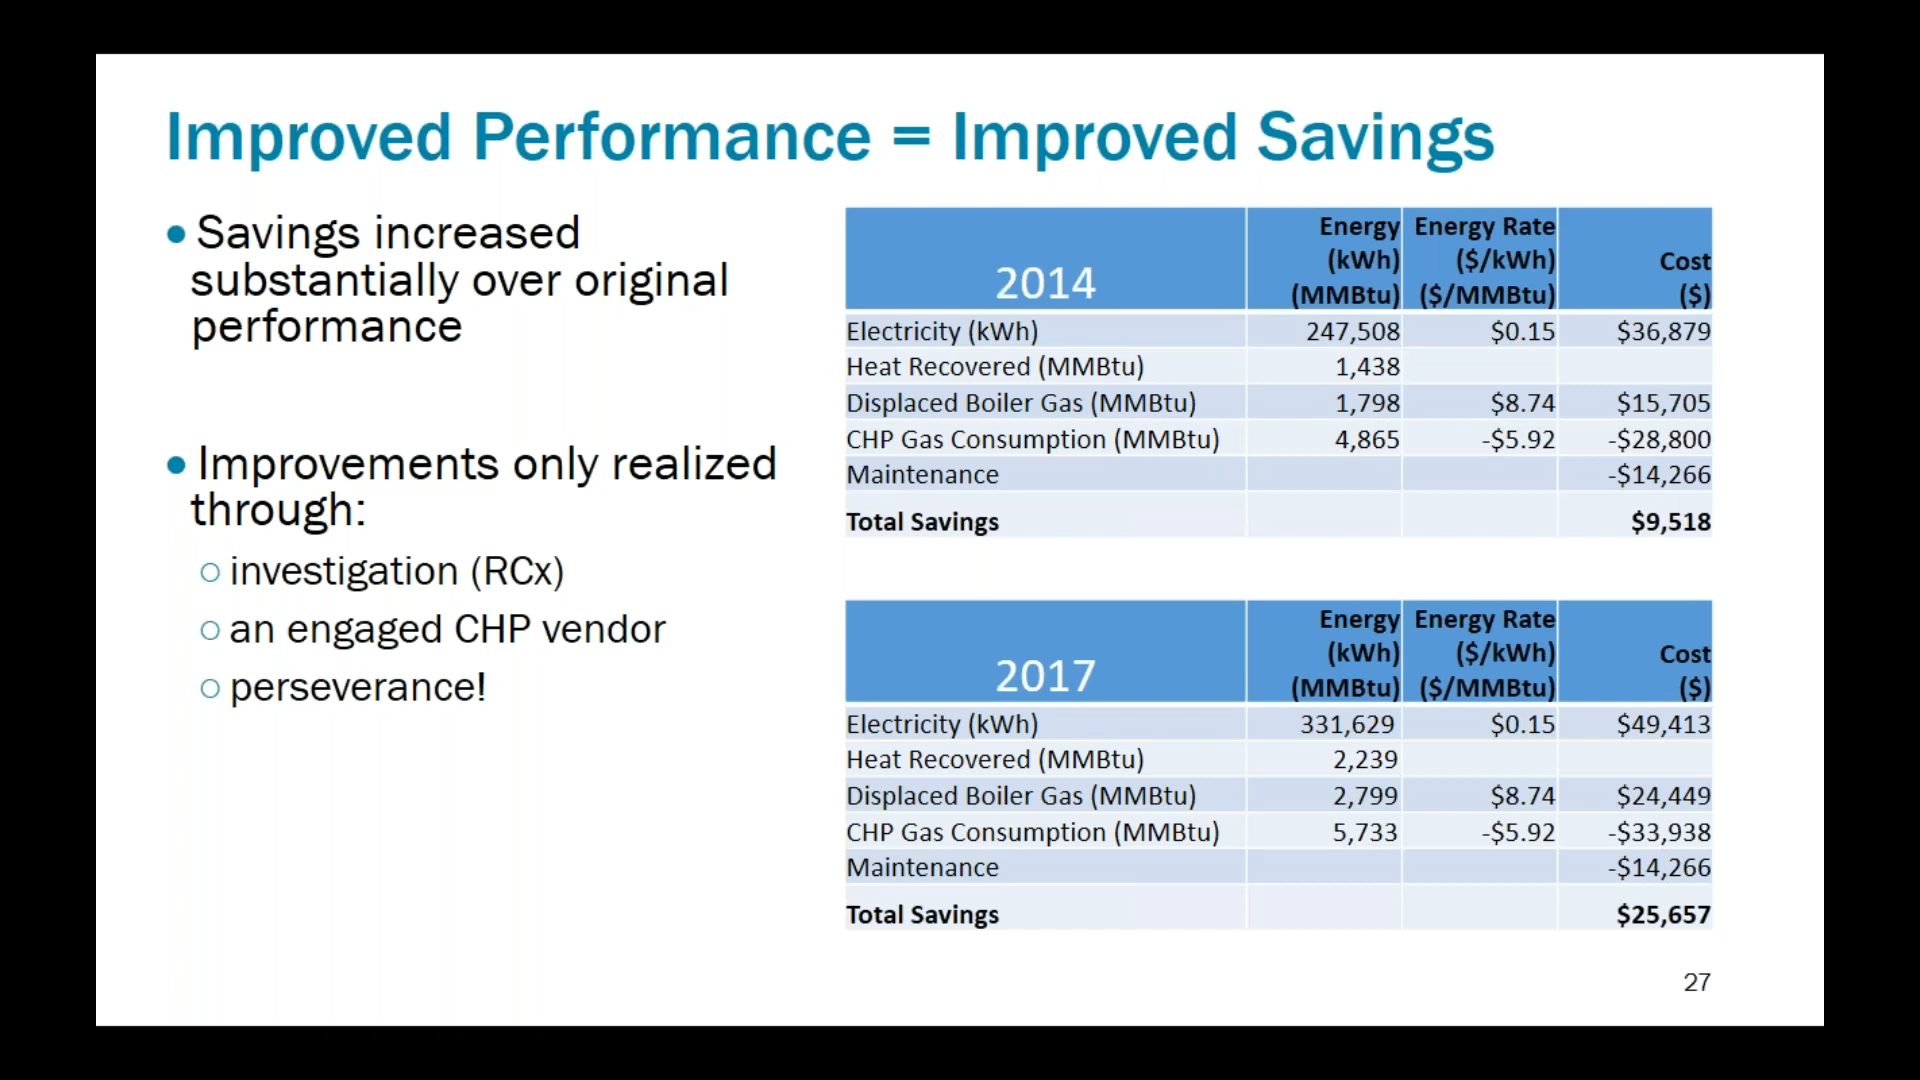 Improved Performance = Improved Savings
• Savings increased
substantially over original
performance
• Improvements only realized
through:
○ investigation (RCx)
○ an engaged CHP vendor
○ perseverance!
2014 Energy (kWh) (MMBtu) Energy Rate ($/kWh) ($/MMBtu) Cost ($)
Electricity (kWh) 247,508 $0.15 $36,879
Heat Recovered (MMBtu) 1,438
Displaced Boiler Gas (MMBtu) 1,798 $8.74 $15,705
CHP Gas Consumption (MMBtu) 4,865 -$5.92 -$28,800
Maintenance -$14,266
Total Savings $9,518
2017 Energy (kWh) (MMBtu) Energy Rate ($/kWh) ($/MMBtu) Cost ($)
Electricity (kWh) 331,629 $0.15 $49,413
Heat Recovered (MMBtu) 2,239
Displaced Boiler Gas (MMBtu) 2,799 $8.74 $24,449
CHP Gas Consumption (MMBtu) 5,733 -$5.92 -$33,938
Maintenance -$14,266
Total Savings $25,657
27